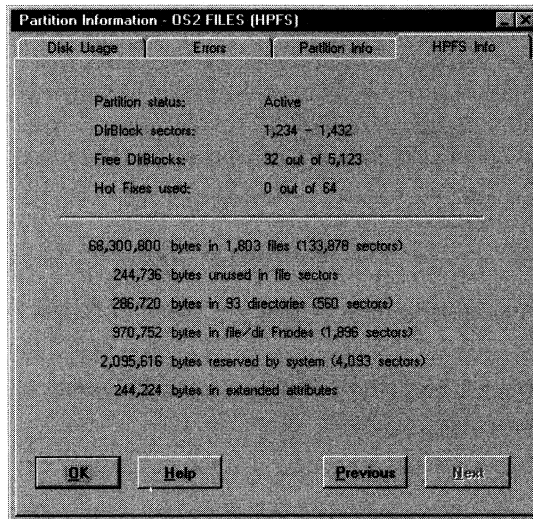 Partition Information - OS2 FILES (HPFS)
Disk Usage Errors Partition Info HPFS Info
Partition status: Active
DirBlock sectors: 1,234 - 1,432
Free DirBlocks: 32 out of 5,123
Hot Fixes used: 0 out of 64
68,300,800 bytes in 1,803 files (133,878 sectors)
244,736 bytes unused in file sectors
286,720 bytes in 93 directories (560 sectors)
970,752 bytes in file/dir Fnodes (1,896 sectors)
2,095,616 bytes reserved by system (4,093 sectors)
244,224 bytes in extended attributes
OK Help Previous Next